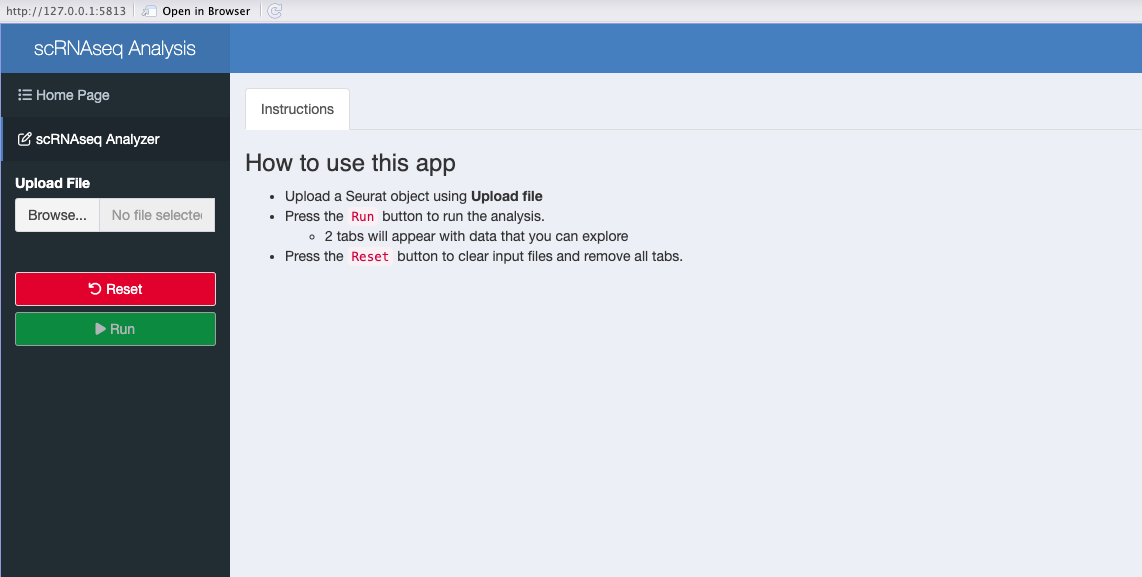 http://127.0.0.1:5813 Open in Browser
scRNAseq Analysis
Home Page
scRNAseq Analyzer
Upload File
Browse... No file selected
Reset
Run
Instructions
How to use this app
Upload a Seurat object using Upload file
Press the Run button to run the analysis.
2 tabs will appear with data that you can explore
Press the Reset button to clear input files and remove all tabs.